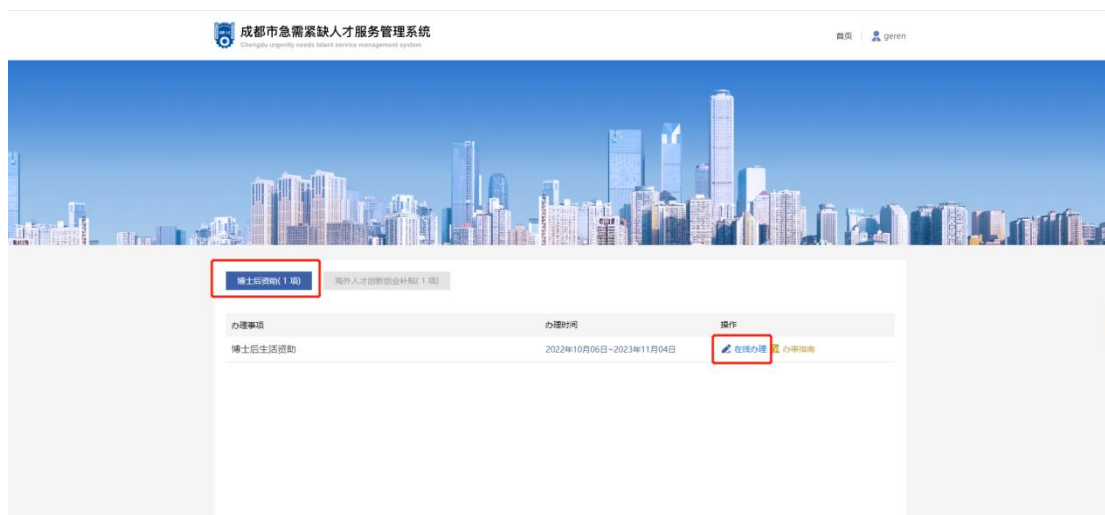 成都市急需紧缺人才服务管理系统
Chengdu urgently needs talent service management system
首页 geren
博士后资助(1项) 海外人才创新创业补贴(1项)
办理事项 办理时间 操作
博士后生活资助 2022年10月06日~2023年11月04日 在线办理 办事指南